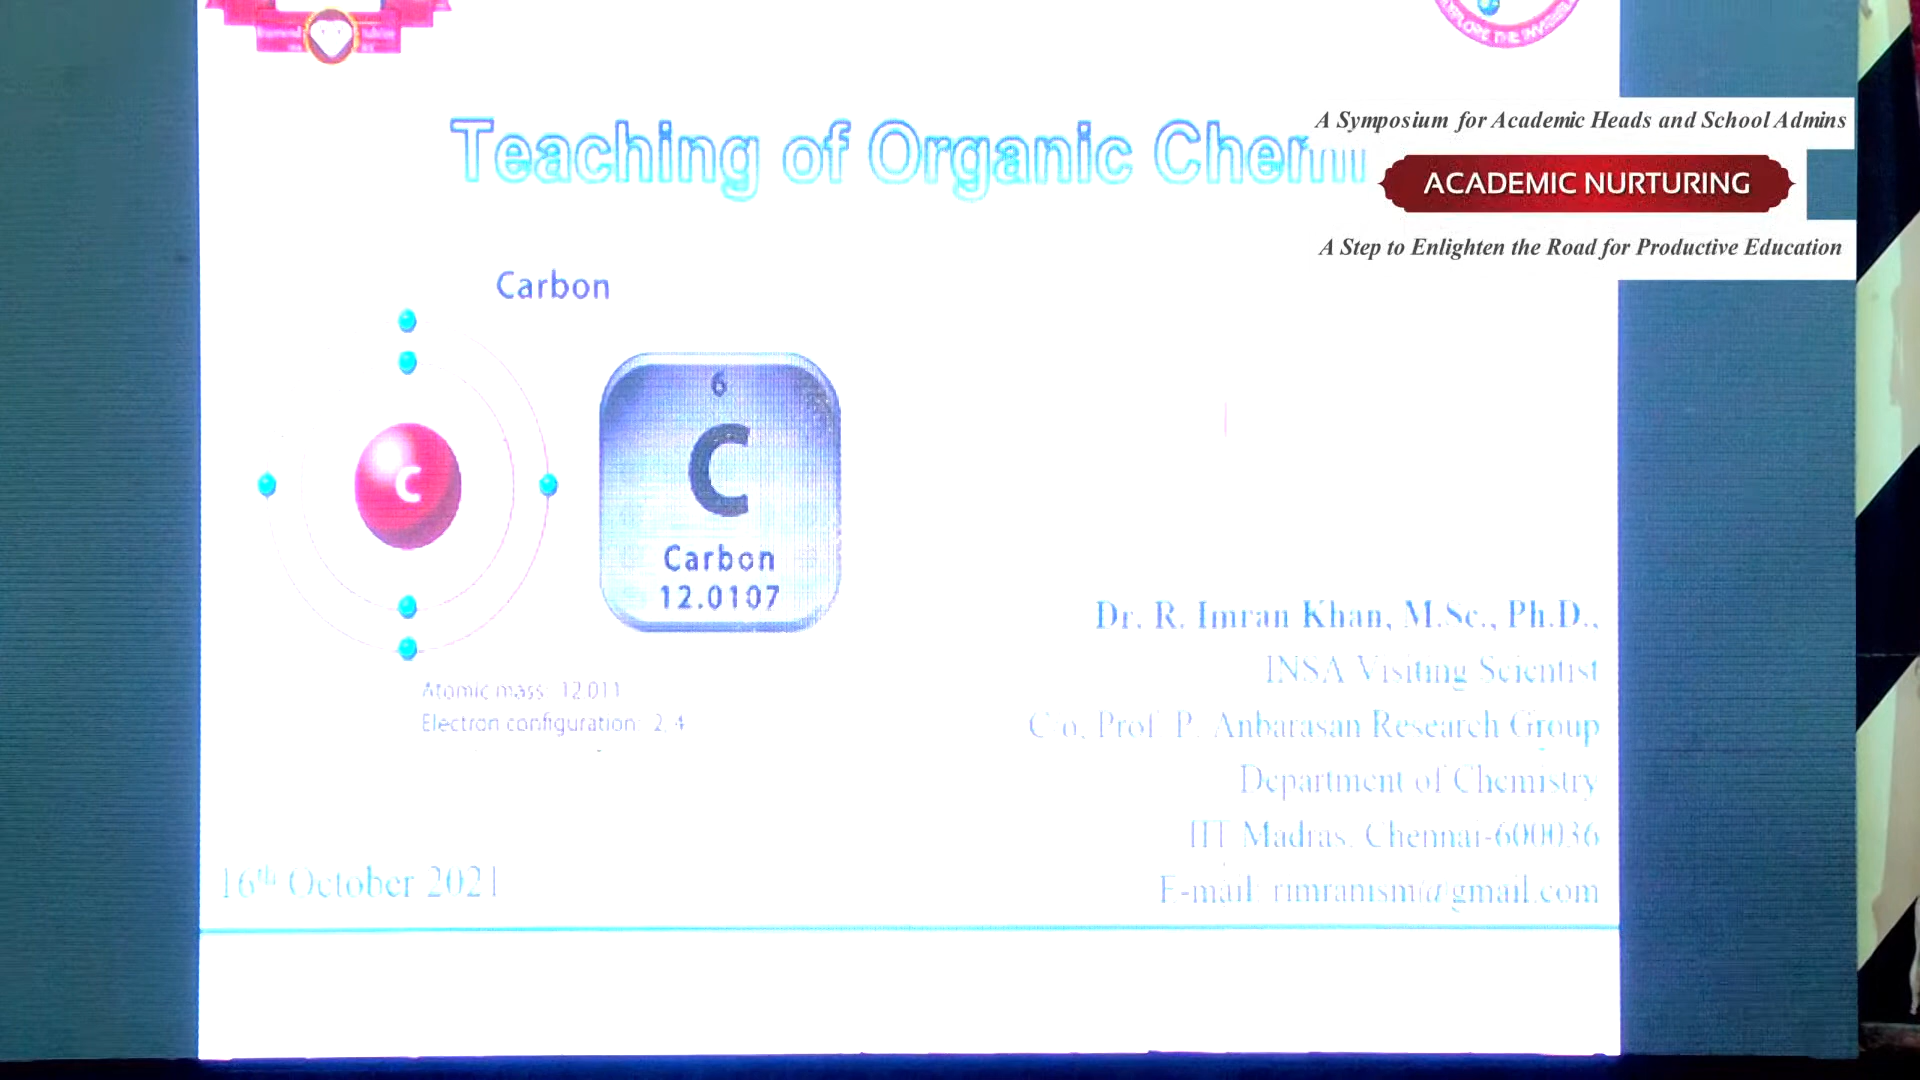 EXPLORE THE INVISIBLE
Teaching of Organic Chem
A Symposium for Academic Heads and School Admins
ACADEMIC NURTURING
A Step to Enlighten the Road for Productive Education
Carbon
C
6
C
Carbon
12.0107
Atomic mass: 12.011
Electron configuration: 2, 4
Dr. R. Imran Khan, M.Sc., Ph.D.,
INSA Visiting Scientist
C/o. Prof. P. Anbarasan Research Group
Department of Chemistry
IIT Madras, Chennai-600036
E-mail: rimranism@gmail.com
16th October 2021